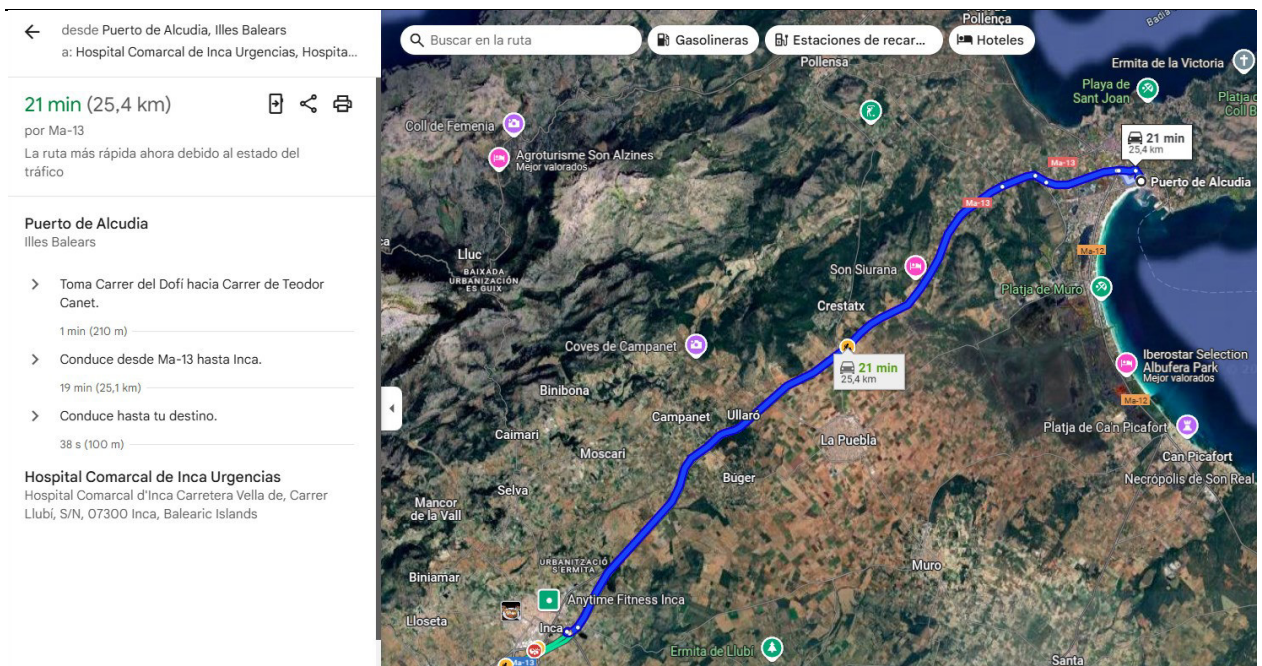 desde Puerto de Alcudia, Illes Balears
a: Hospital Comarcal de Inca Urgencias, Hospita...
21 min (25,4 km)
por Ma-13
La ruta más rápida ahora debido al estado del
tráfico
Puerto de Alcudia
Illes Balears
Toma Carrer del Dofí hacia Carrer de Teodor
Canet.
1 min (210 m)
Conduce desde Ma-13 hasta Inca.
19 min (25,1 km)
Conduce hasta tu destino.
38 s (100 m)
Hospital Comarcal de Inca Urgencias
Hospital Comarcal d'Inca Carretera Vella de, Carrer
Llubí, S/N, 07300 Inca, Balearic Islands
Buscar en la ruta
Gasolineras
Estaciones de recar...
Hoteles
Pollença
Badia
Pollensa
Ermita de la Victoria
Playa de
Sant Joan
Platja
Coll B
Coll de Femenia
Agroturisme Son Alzines
Mejor valorados
21 min
25,4 km
Ma-13
Puerto de Alcudia
Ma-13
Lluc
BAIXADA
URBANIZACIÓN
ES GUIX
Ma-12
Son Siurana
Platja de Muro
Crestatx
Coves de Campanet
21 min
25,4 km
Iberostar Selection
Albufera Park
Mejor valorados
Binibona
Ma-12
Campanet
Ullaró
Caimari
La Puebla
Platja de Ca'n Picafort
Moscari
Can Picafort
Búger
Necròpolis de Son Real
Selva
Mancor
de la Vall
URBANITZACIÓ
S'ERMITA
Muro
Biniamar
Anytime Fitness Inca
Lloseta
Inca
Ermita de Llubí
Ma-13
Santa